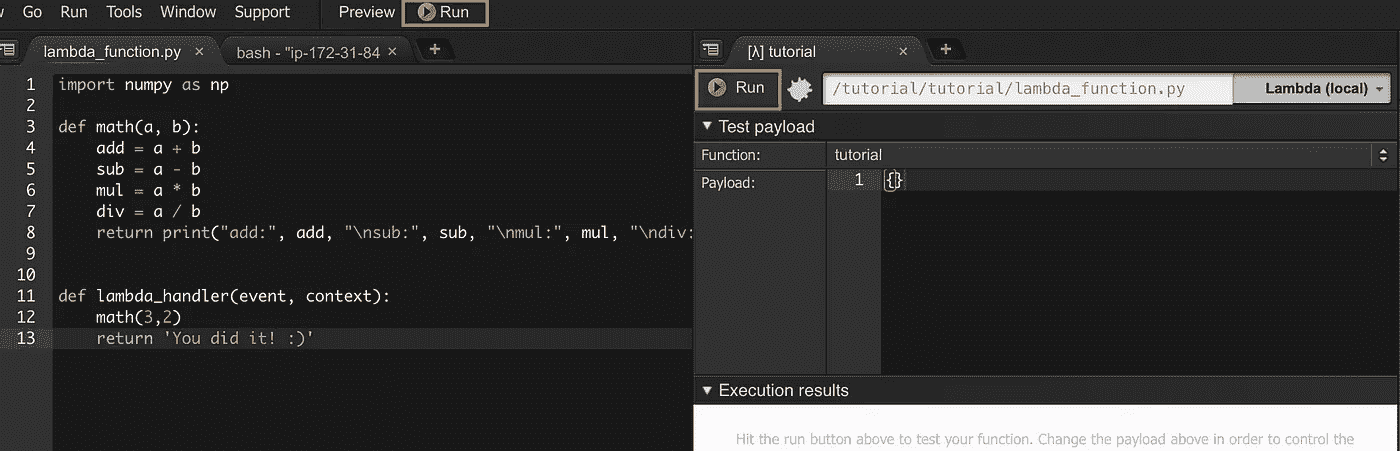 Go Run Tools Window Support Preview Run
lambda_function.py × bash - "ip-172-31-84 × +
1 import numpy as np
2
3 def math(a, b):
4     add = a + b
5     sub = a - b
6     mul = a * b
7     div = a / b
8     return print("add:", add, "\nsub:", sub, "\nmul:", mul, "\ndiv:
9
10
11 def lambda_handler(event, context):
12     math(3,2)
13     return 'You did it! :)'
[λ] tutorial × +
Run /tutorial/tutorial/lambda_function.py Lambda (local)
Test payload
Function: tutorial
Payload: 1 {}
Execution results
Hit the run button above to test your function. Change the payload above in order to control the